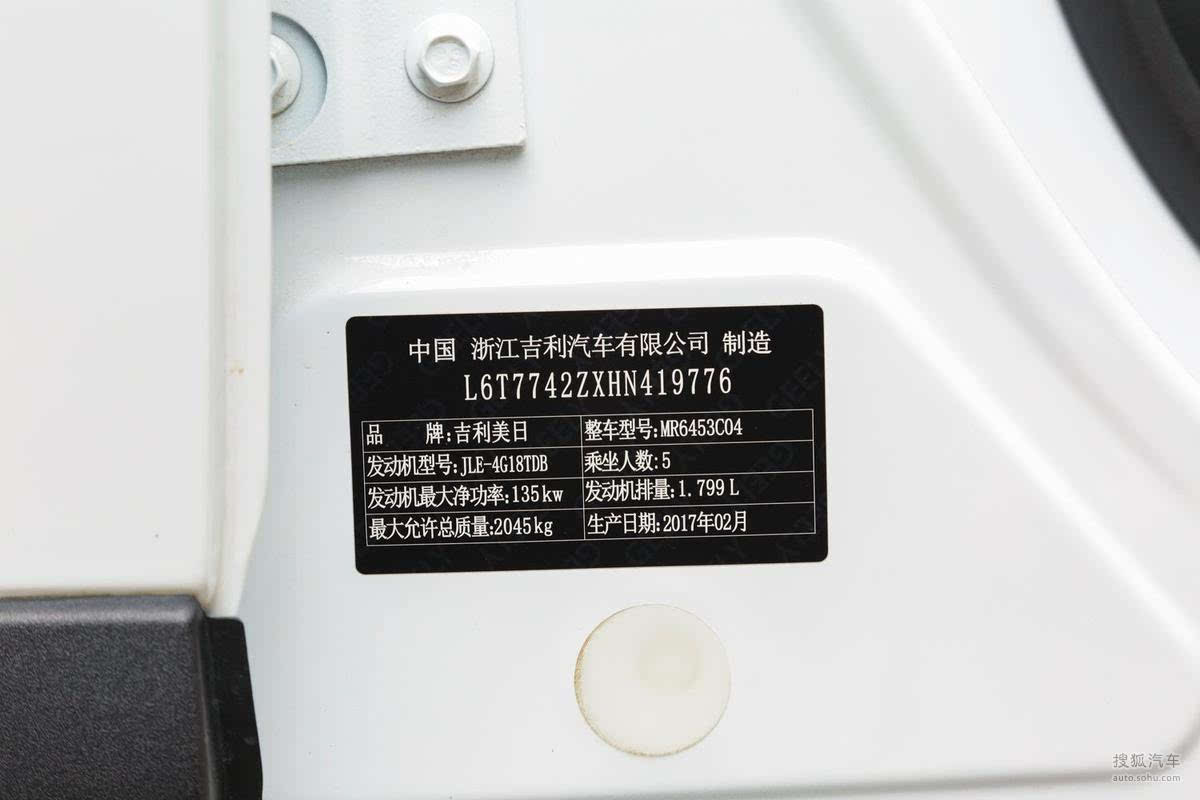 中国 浙江吉利汽车有限公司 制造
L6T7742ZXHN419776
品 牌:吉利美日 整车型号:MR6453C04
发动机型号:JLE-4G18TDB 乘坐人数:5
发动机最大净功率:135kw 发动机排量:1.799L
最大允许总质量:2045kg 生产日期:2017年02月
搜狐汽车
auto.sohu.com